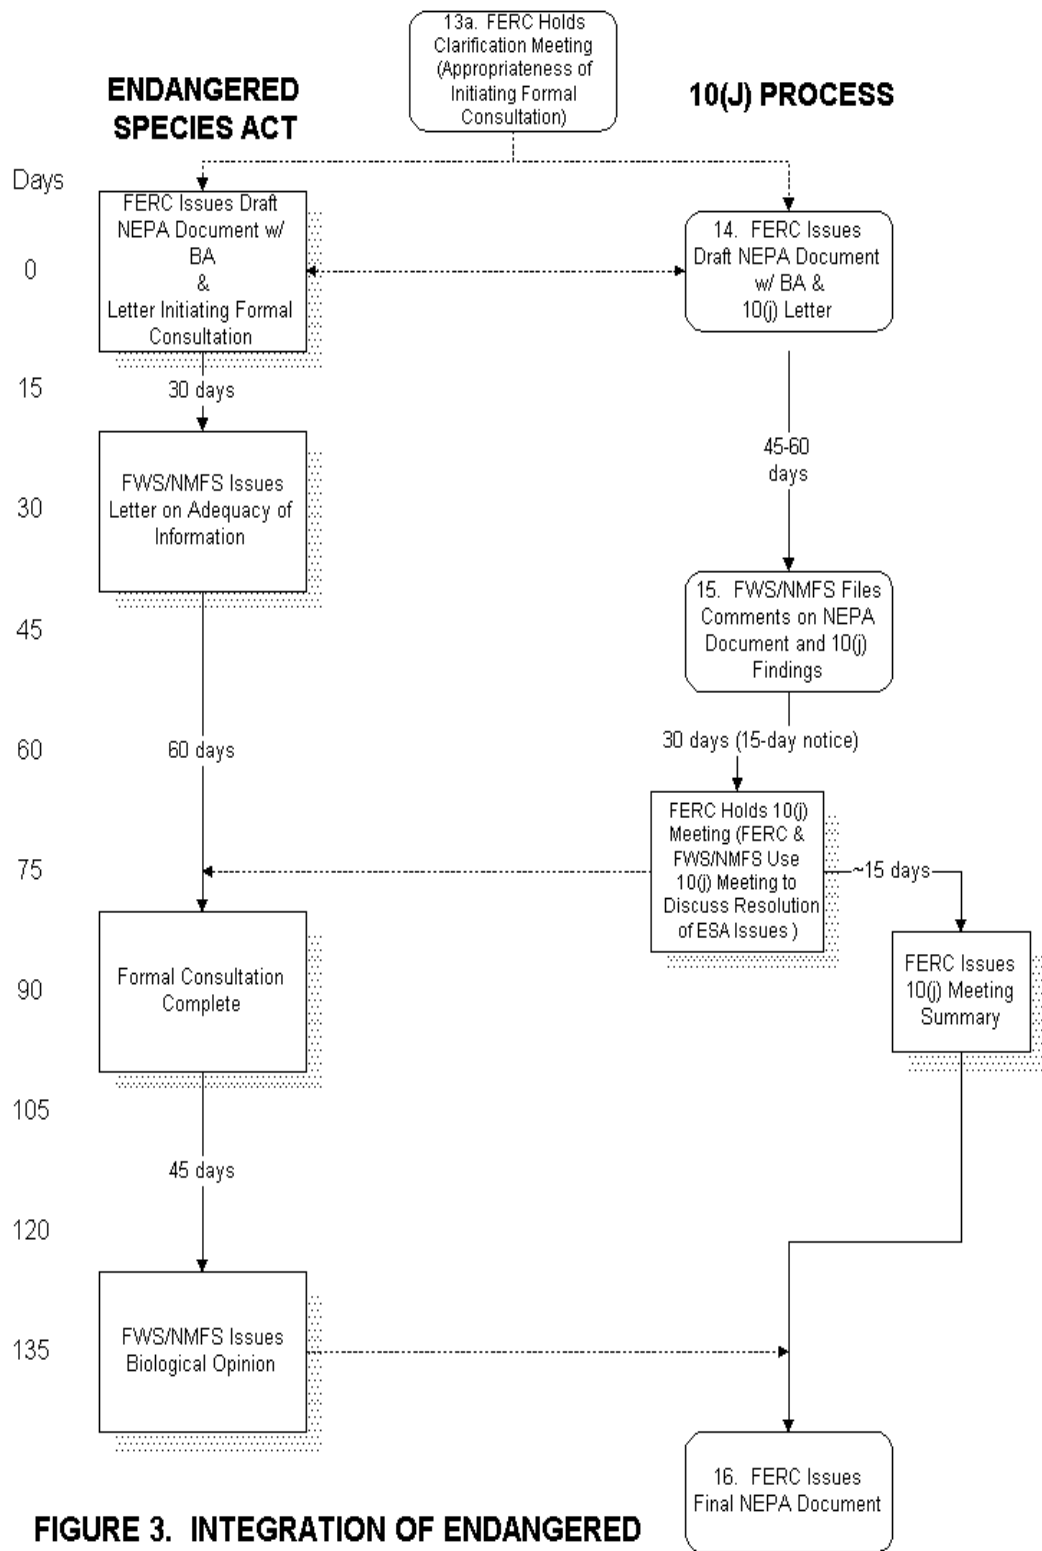 13a. FERC Holds
Clarification Meeting
(Appropriateness of
Initiating Formal
Consultation)
ENDANGERED
SPECIES ACT
10(J) PROCESS
Days
0
15
30
45
60
75
90
105
120
135
FERC Issues Draft
NEPA Document w/
BA
&
Letter Initiating Formal
Consultation
30 days
FWS/NMFS Issues
Letter on Adequacy of
Information
60 days
Formal Consultation
Complete
45 days
FWS/NMFS Issues
Biological Opinion
14. FERC Issues
Draft NEPA Document
w/ BA &
10(j) Letter
45-60
days
15. FWS/NMFS Files
Comments on NEPA
Document and 10(j)
Findings
30 days (15-day notice)
FERC Holds 10(j)
Meeting (FERC &
FWS/NMFS Use
10(j) Meeting to
Discuss Resolution
of ESA Issues )
~15 days
FERC Issues
10(j) Meeting
Summary
16. FERC Issues
Final NEPA Document
FIGURE 3. INTEGRATION OF ENDANGERED